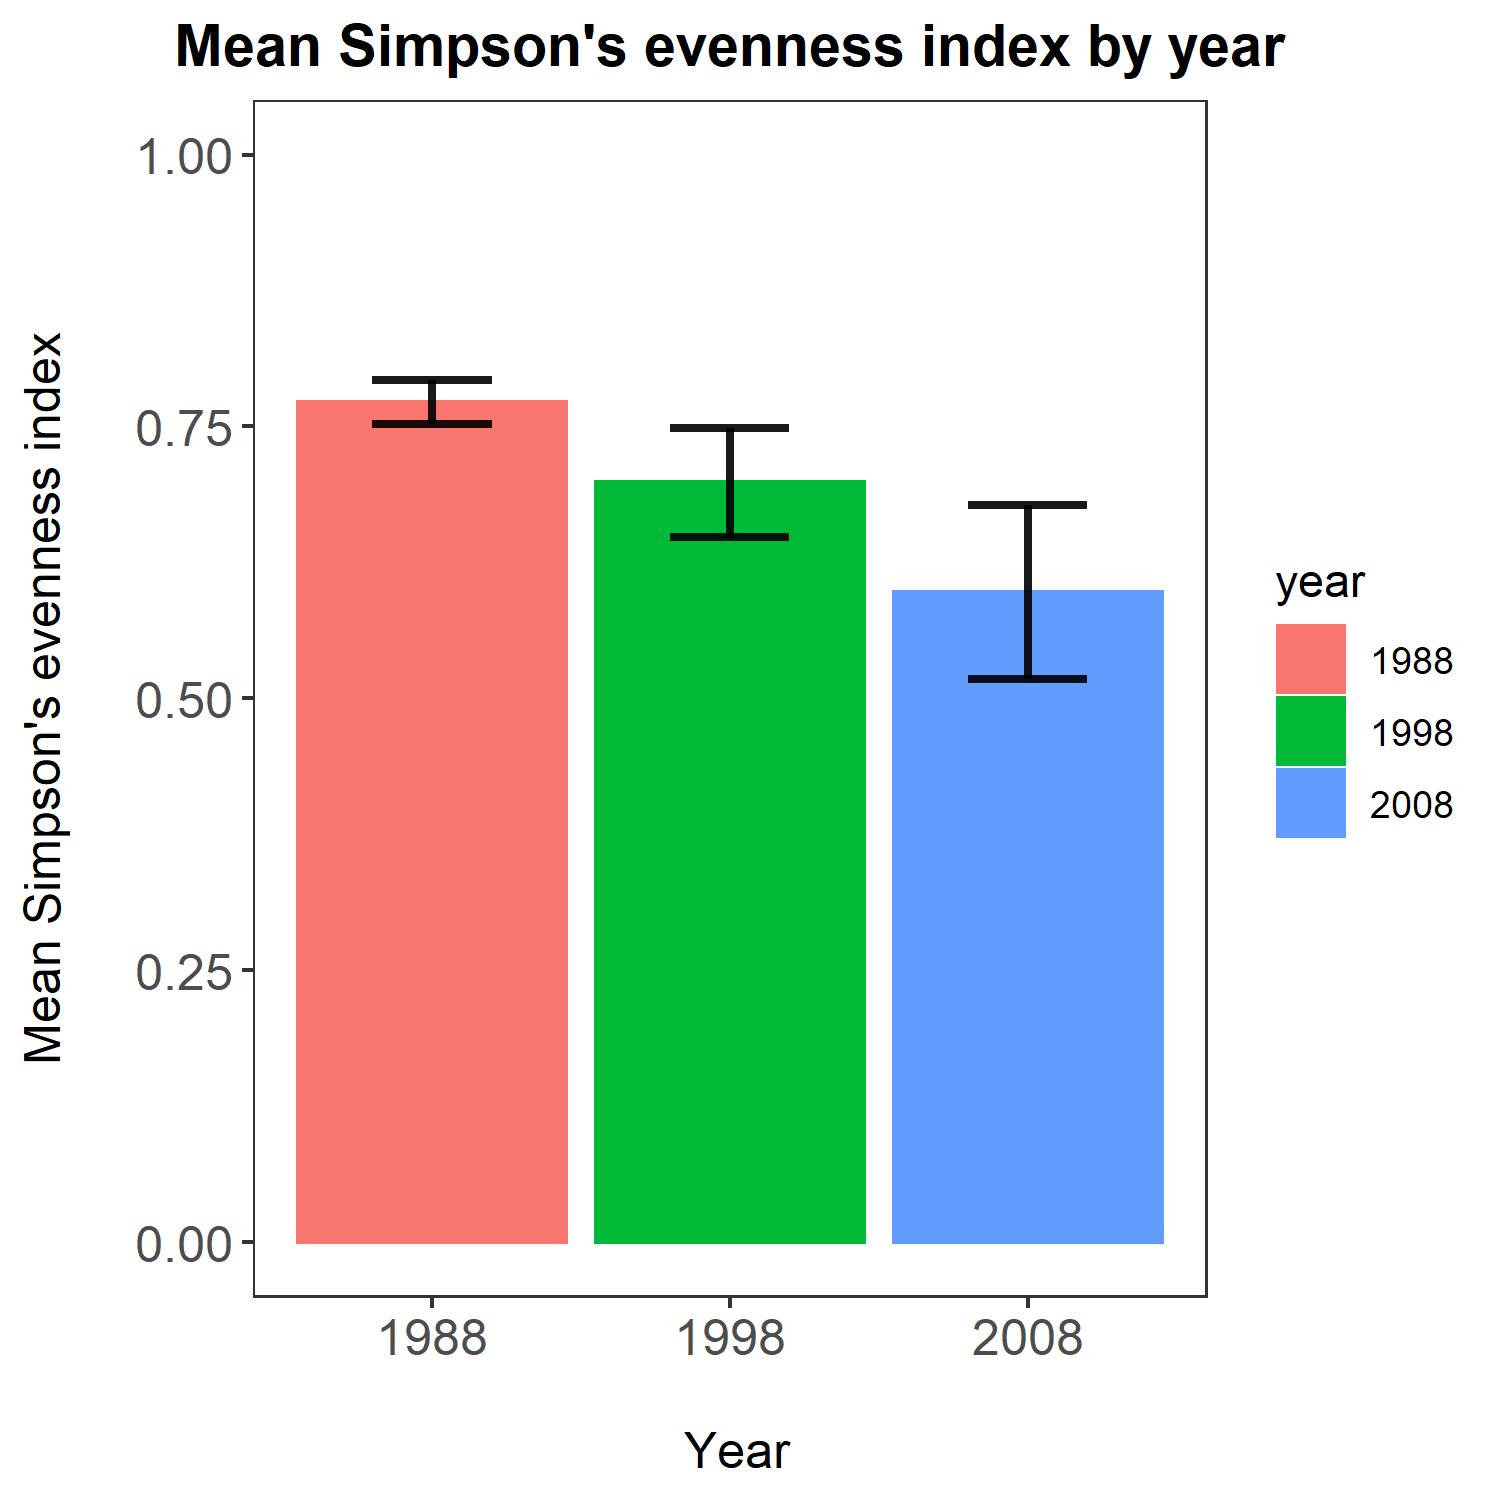 Mean Simpson's evenness index by year
Mean Simpson's evenness index
1.00
0.75
0.50
0.25
0.00
1988
1998
2008
Year
year
1988
1998
2008